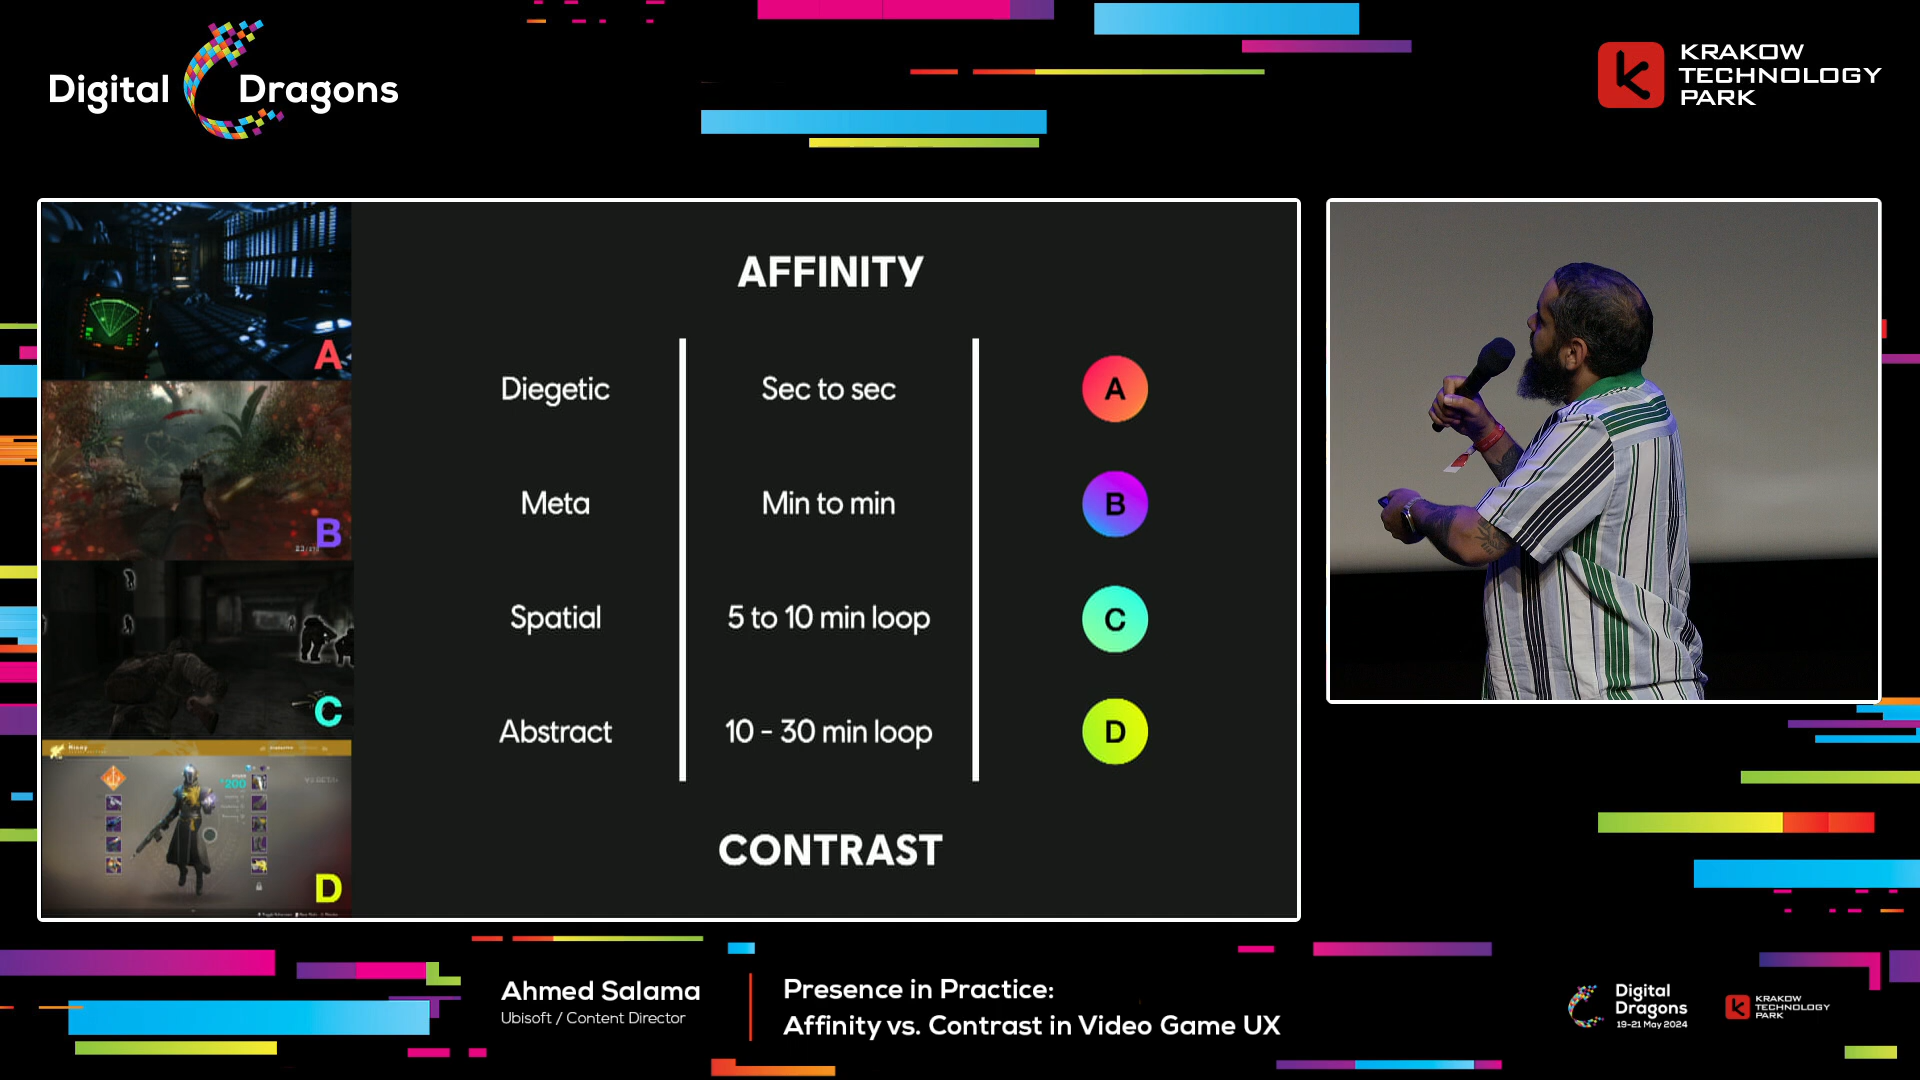 Digital Dragons
KRAKOW
TECHNOLOGY
PARK
AFFINITY
Diegetic
Sec to sec
A
Meta
Min to min
B
Spatial
5 to 10 min loop
C
Abstract
10 - 30 min loop
D
CONTRAST
A
B
C
D
200
Ahmed Salama
Ubisoft / Content Director
Presence in Practice:
Affinity vs. Contrast in Video Game UX
Digital
Dragons
19-21 May 2024
KRAKOW
TECHNOLOGY
PARK